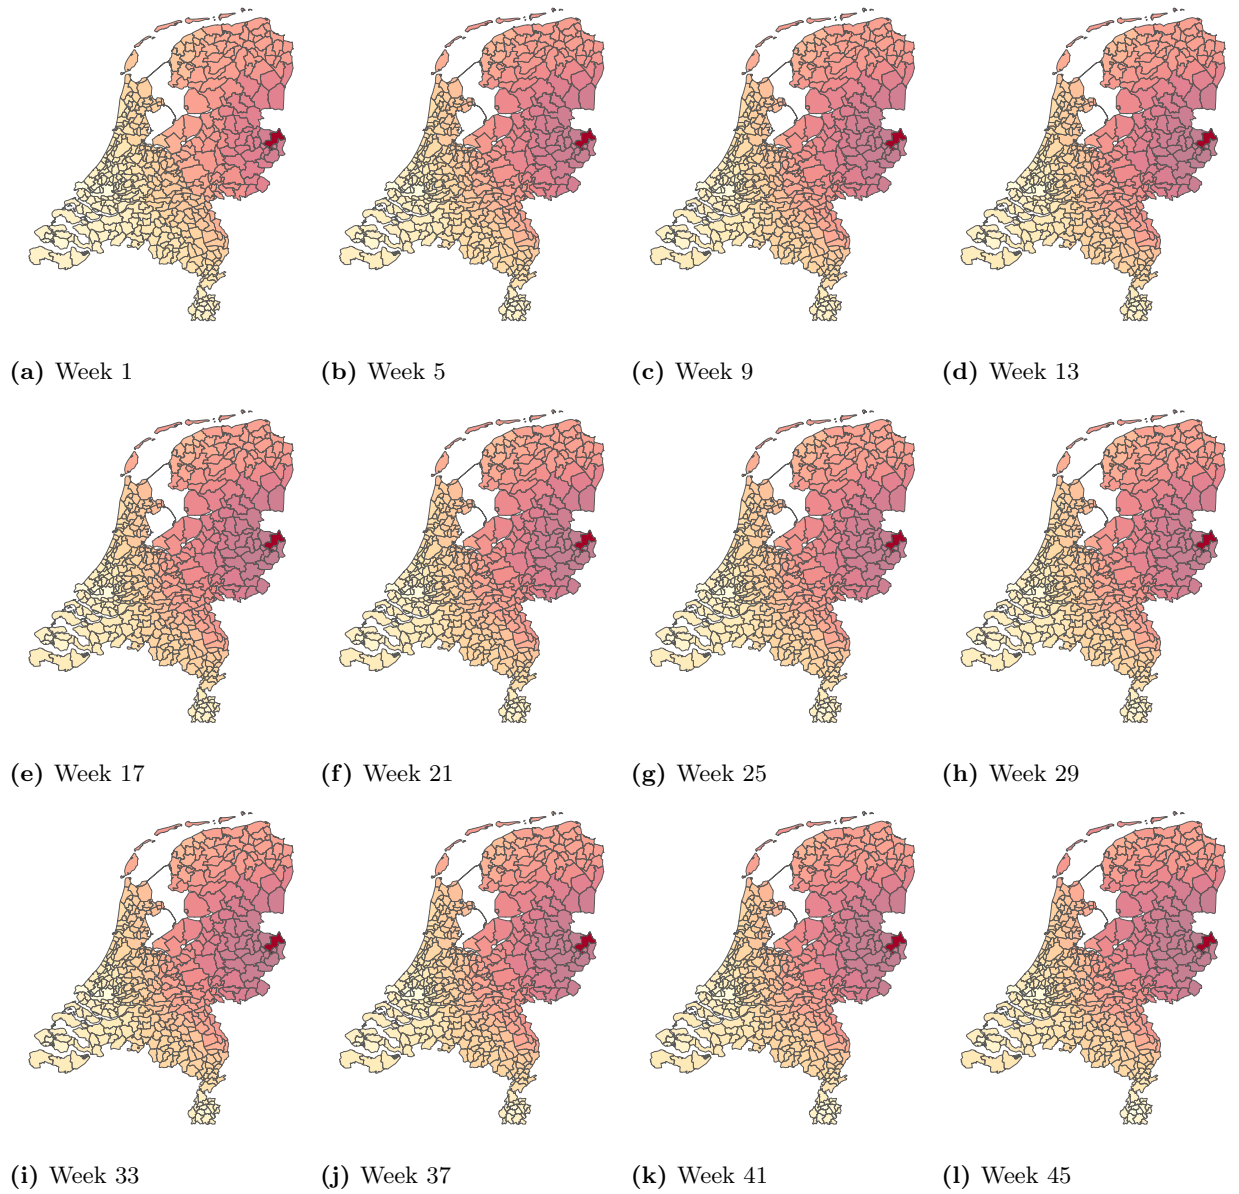 (a) Week 1
(b) Week 5
(c) Week 9
(d) Week 13
(e) Week 17
(f) Week 21
(g) Week 25
(h) Week 29
(i) Week 33
(j) Week 37
(k) Week 41
(l) Week 45